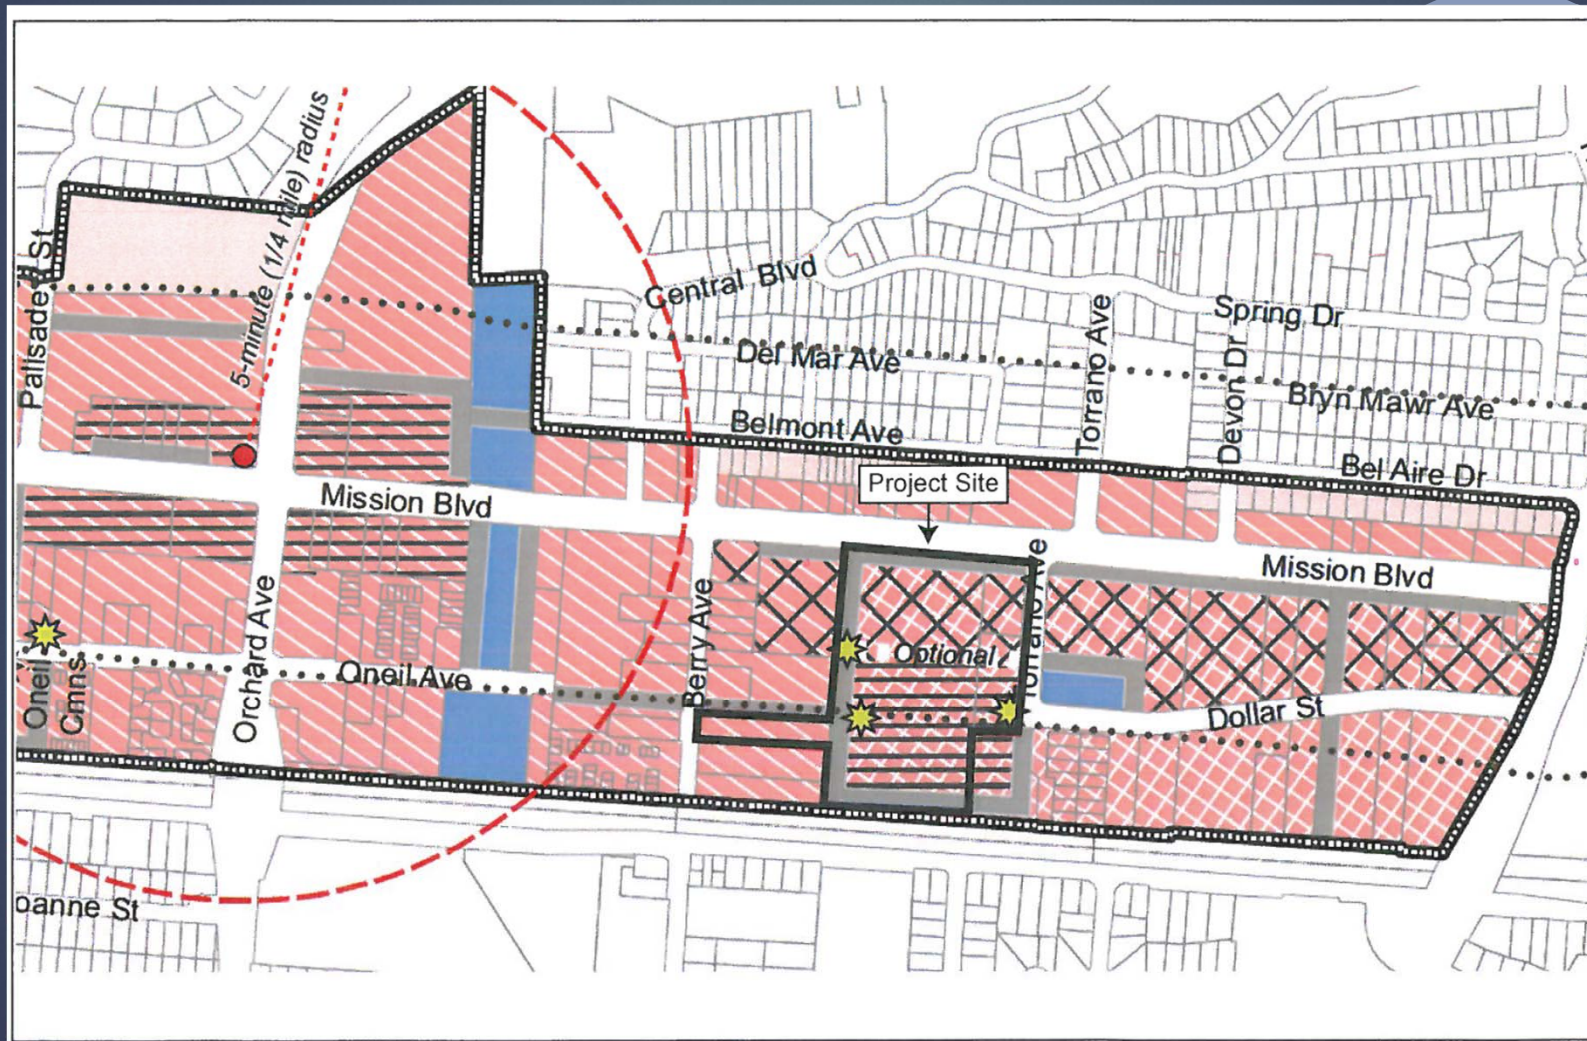 5-minute (1/4 mile) radius
Palisade St
Central Blvd
Spring Dr
Del Mar Ave
Torrano Ave
Devon Dr
Bryn Mawr Ave
Belmont Ave
Bel Aire Dr
Project Site
Mission Blvd
Mission Blvd
Orchard Ave
Berry Ave
Optional
Oneil Ave
Oneil
Cmns
Dollar St
oanne St